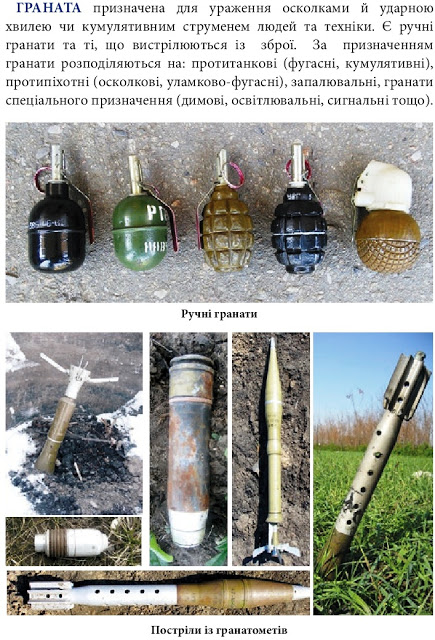 ГРАНАТА призначена для ураження осколками й ударною
хвилею чи кумулятивним струменем людей та техніки. Є ручні
гранати та ті, що вистрілюються із зброї. За призначенням
гранати розподіляються на: протитанкові (фугасні, кумулятивні),
протипіхотні (осколкові, уламково-фугасні), запалювальні, гранати
спеціального призначення (димові, освітлювальні, сигнальні тощо).
Ручні гранати
Постріли із гранатометів